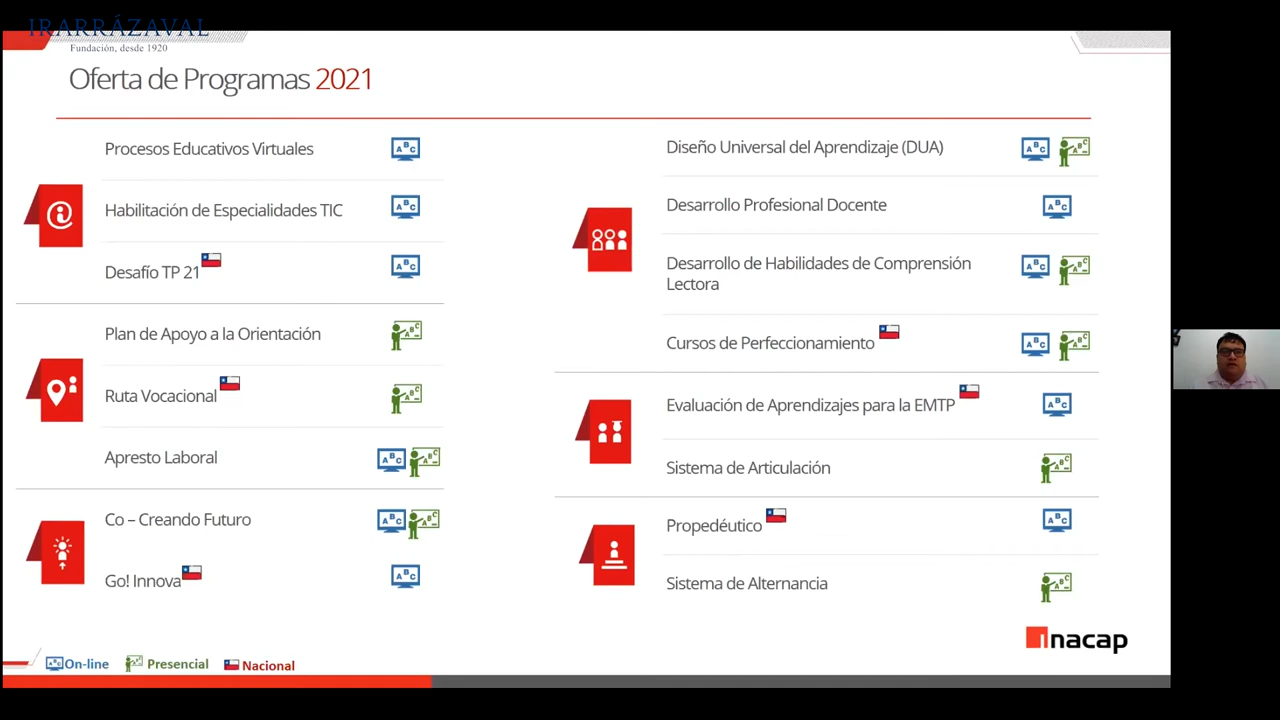 IRARRÁZAVAL
Fundación, desde 1920
Oferta de Programas 2021
Procesos Educativos Virtuales
Habilitación de Especialidades TIC
Desafío TP 21
Plan de Apoyo a la Orientación
Ruta Vocacional
Apresto Laboral
Co – Creando Futuro
Go! Innova
Diseño Universal del Aprendizaje (DUA)
Desarrollo Profesional Docente
Desarrollo de Habilidades de Comprensión
Lectora
Cursos de Perfeccionamiento
Evaluación de Aprendizajes para la EMTP
Sistema de Articulación
Propedéutico
Sistema de Alternancia
inacap
On-line
Presencial
Nacional